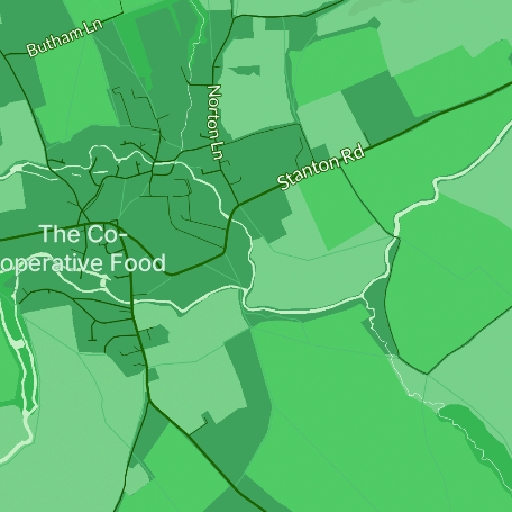 Butham Ln
Norton Ln
Stanton Rd
The Co-
operative Food